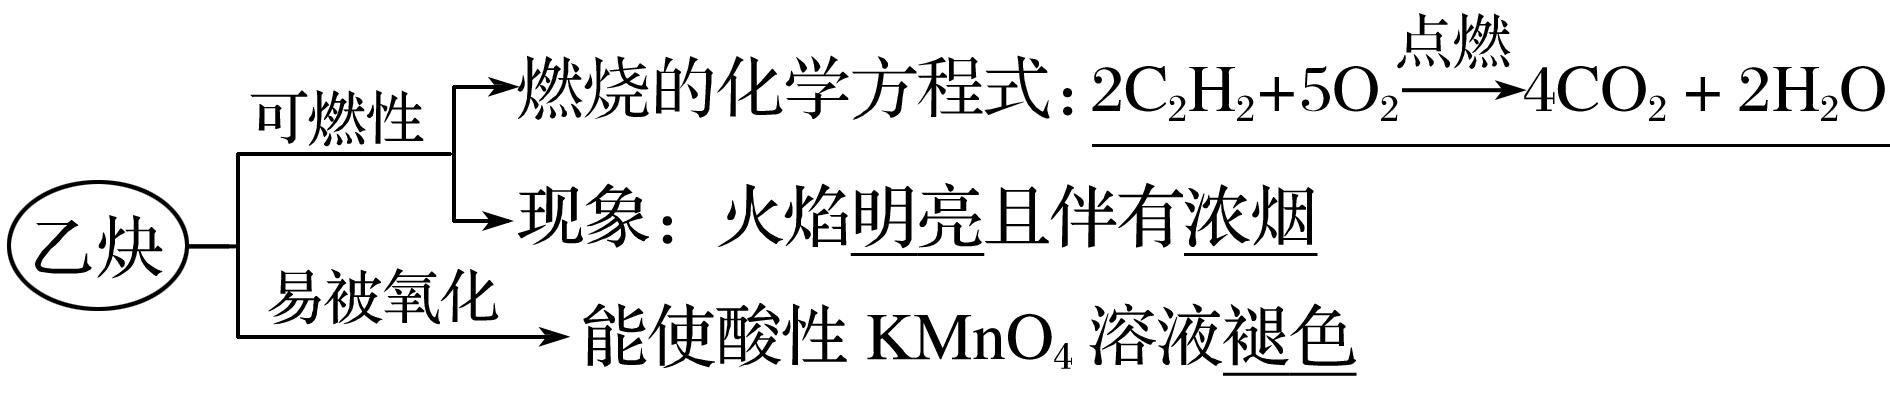 点燃
燃烧的化学方程式：2C₂H₂+5O₂⟶4CO₂ + 2H₂O
可燃性
现象：火焰明亮且伴有浓烟
乙炔
易被氧化
能使酸性 KMnO₄ 溶液褪色